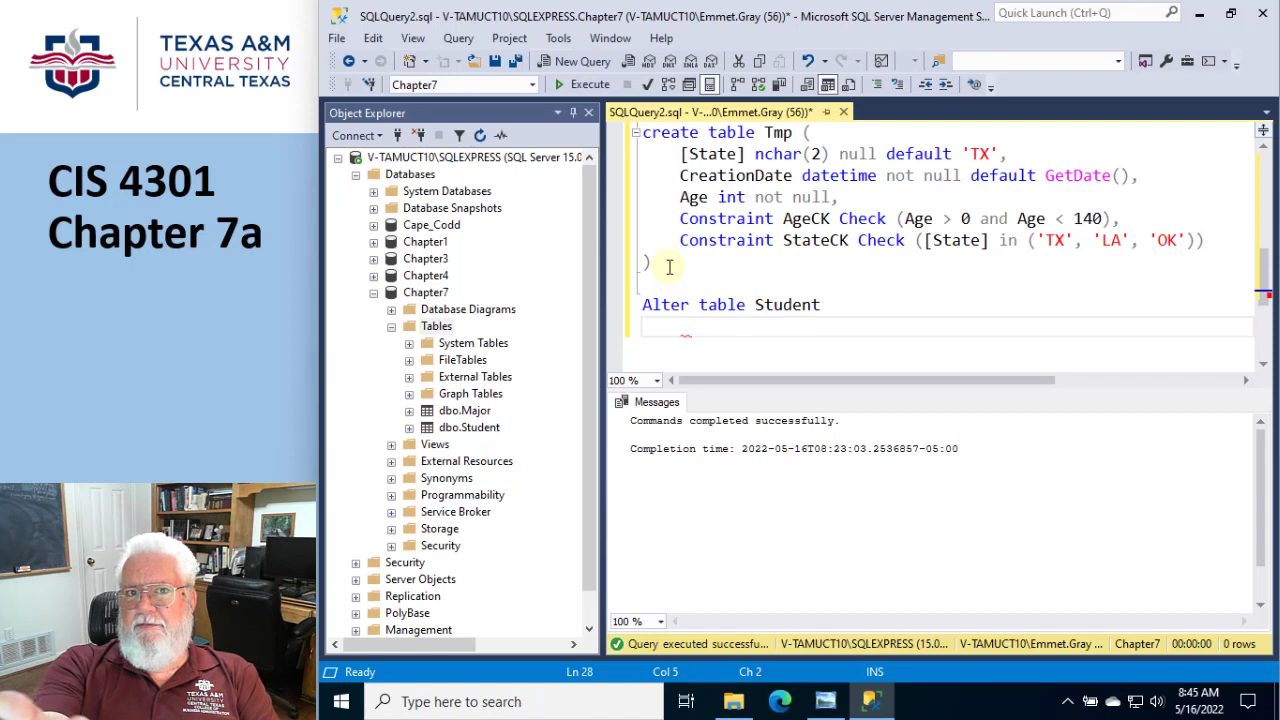 TEXAS A&M
UNIVERSITY
CENTRAL TEXAS
CIS 4301
Chapter 7a
SQLQuery2.sql - V-TAMUCT10\SQLEXPRESS.Chapter7 (V-TAMUCT10\Emmet.Gray (56))* - Microsoft SQL Server Management S...
Quick Launch (Ctrl+Q)
File Edit View Query Project Tools Window Help
New Query
Chapter7
Execute
Object Explorer
Connect
V-TAMUCT10\SQLEXPRESS (SQL Server 15.0
Databases
System Databases
Database Snapshots
Cape_Codd
Chapter1
Chapter3
Chapter4
Chapter7
Database Diagrams
Tables
System Tables
FileTables
External Tables
Graph Tables
dbo.Major
dbo.Student
Views
External Resources
Synonyms
Programmability
Service Broker
Storage
Security
Security
Server Objects
Replication
PolyBase
Management
SQLQuery2.sql - V-...0\Emmet.Gray (56))*
create table Tmp (
[State] nchar(2) null default 'TX',
CreationDate datetime not null default GetDate(),
Age int not null,
Constraint AgeCK Check (Age > 0 and Age < 140),
Constraint StateCK Check ([State] in ('TX', 'LA', 'OK'))
)
Alter table Student
100 %
Messages
Commands completed successfully.
Completion time: 2022-05-16T08:23:03.2536857-05:00
100 %
Query executed successfu... V-TAMUCT10\SQLEXPRESS (15.0... V-TAMUCT10\Emmet.Gray ... Chapter7 00:00:00 0 rows
Ready Ln 28 Col 5 Ch 2 INS
Type here to search
8:45 AM
5/16/2022